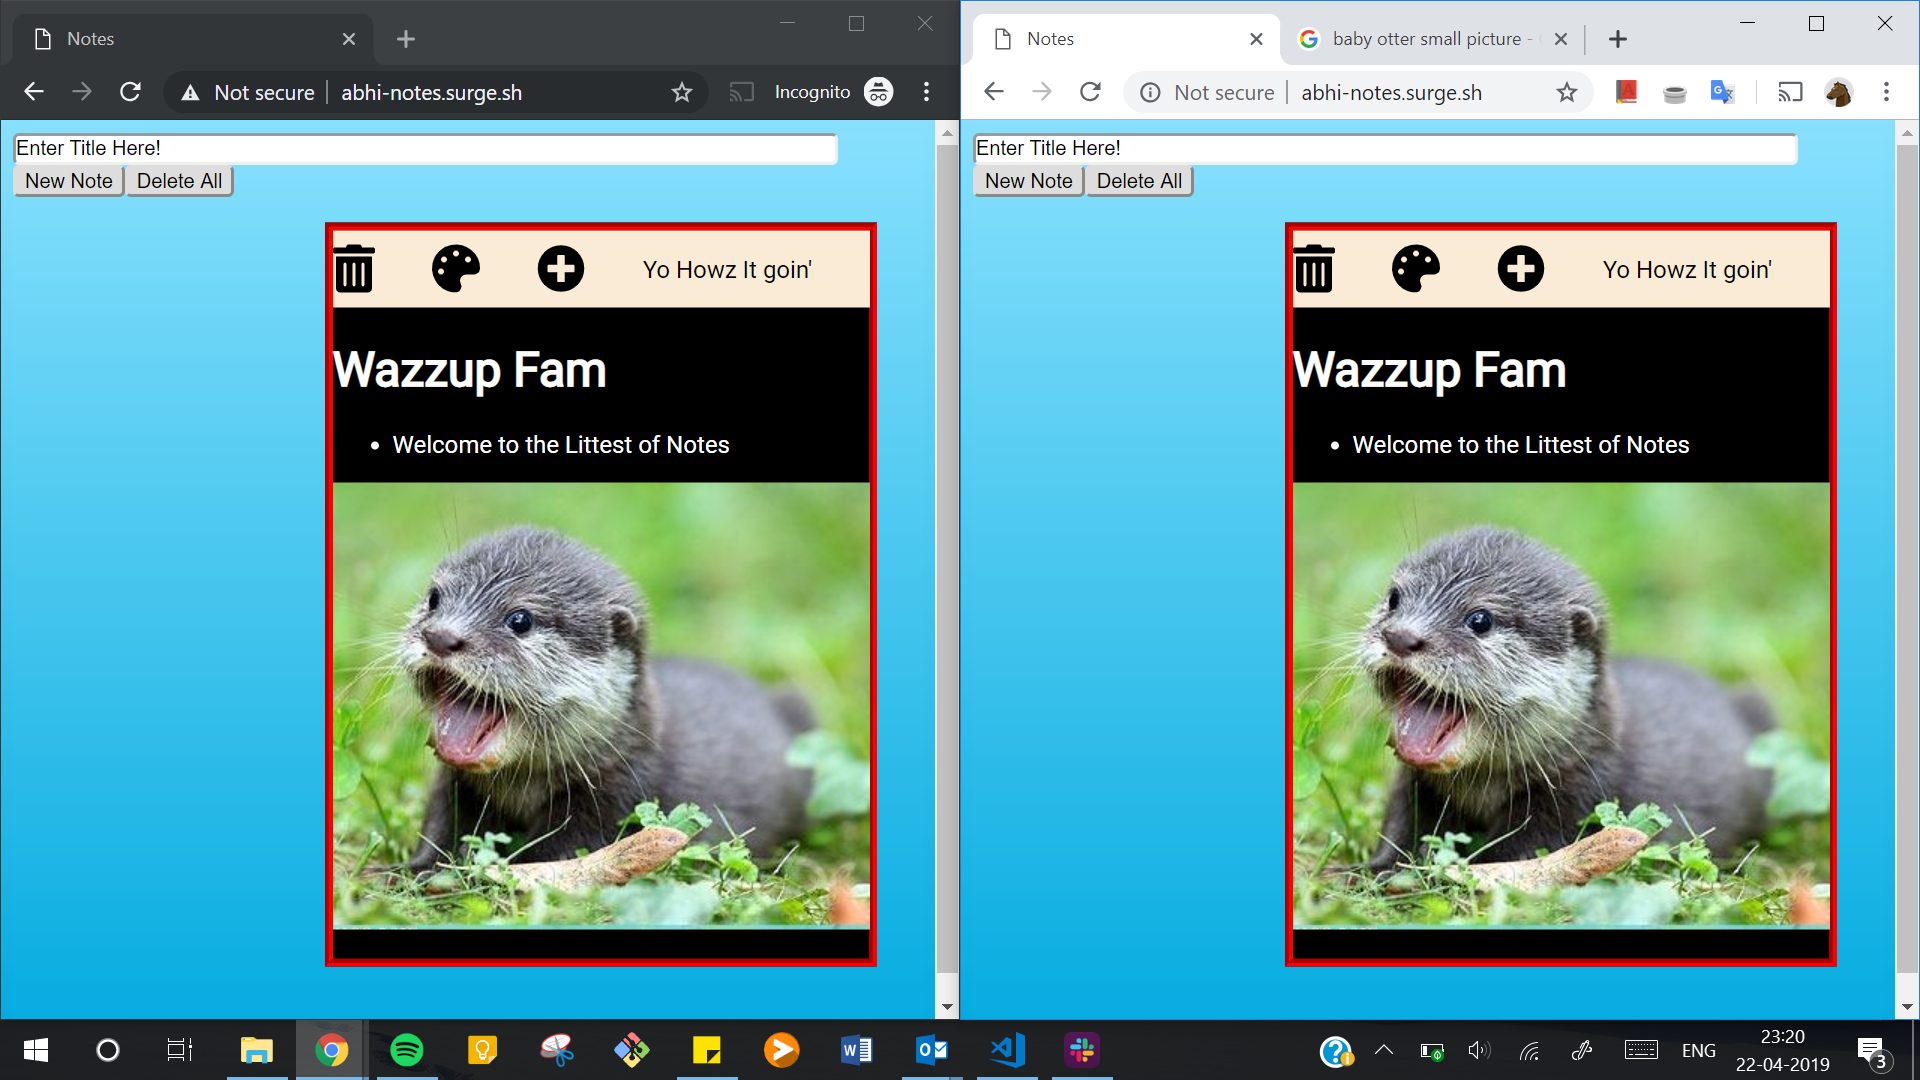 Notes
Not secure abhi-notes.surge.sh Incognito
Enter Title Here!
New Note Delete All
Yo Howz It goin'
Wazzup Fam
• Welcome to the Littest of Notes
Notes baby otter small picture -
Not secure abhi-notes.surge.sh
Enter Title Here!
New Note Delete All
Yo Howz It goin'
Wazzup Fam
• Welcome to the Littest of Notes
ENG
23:20
22-04-2019
3